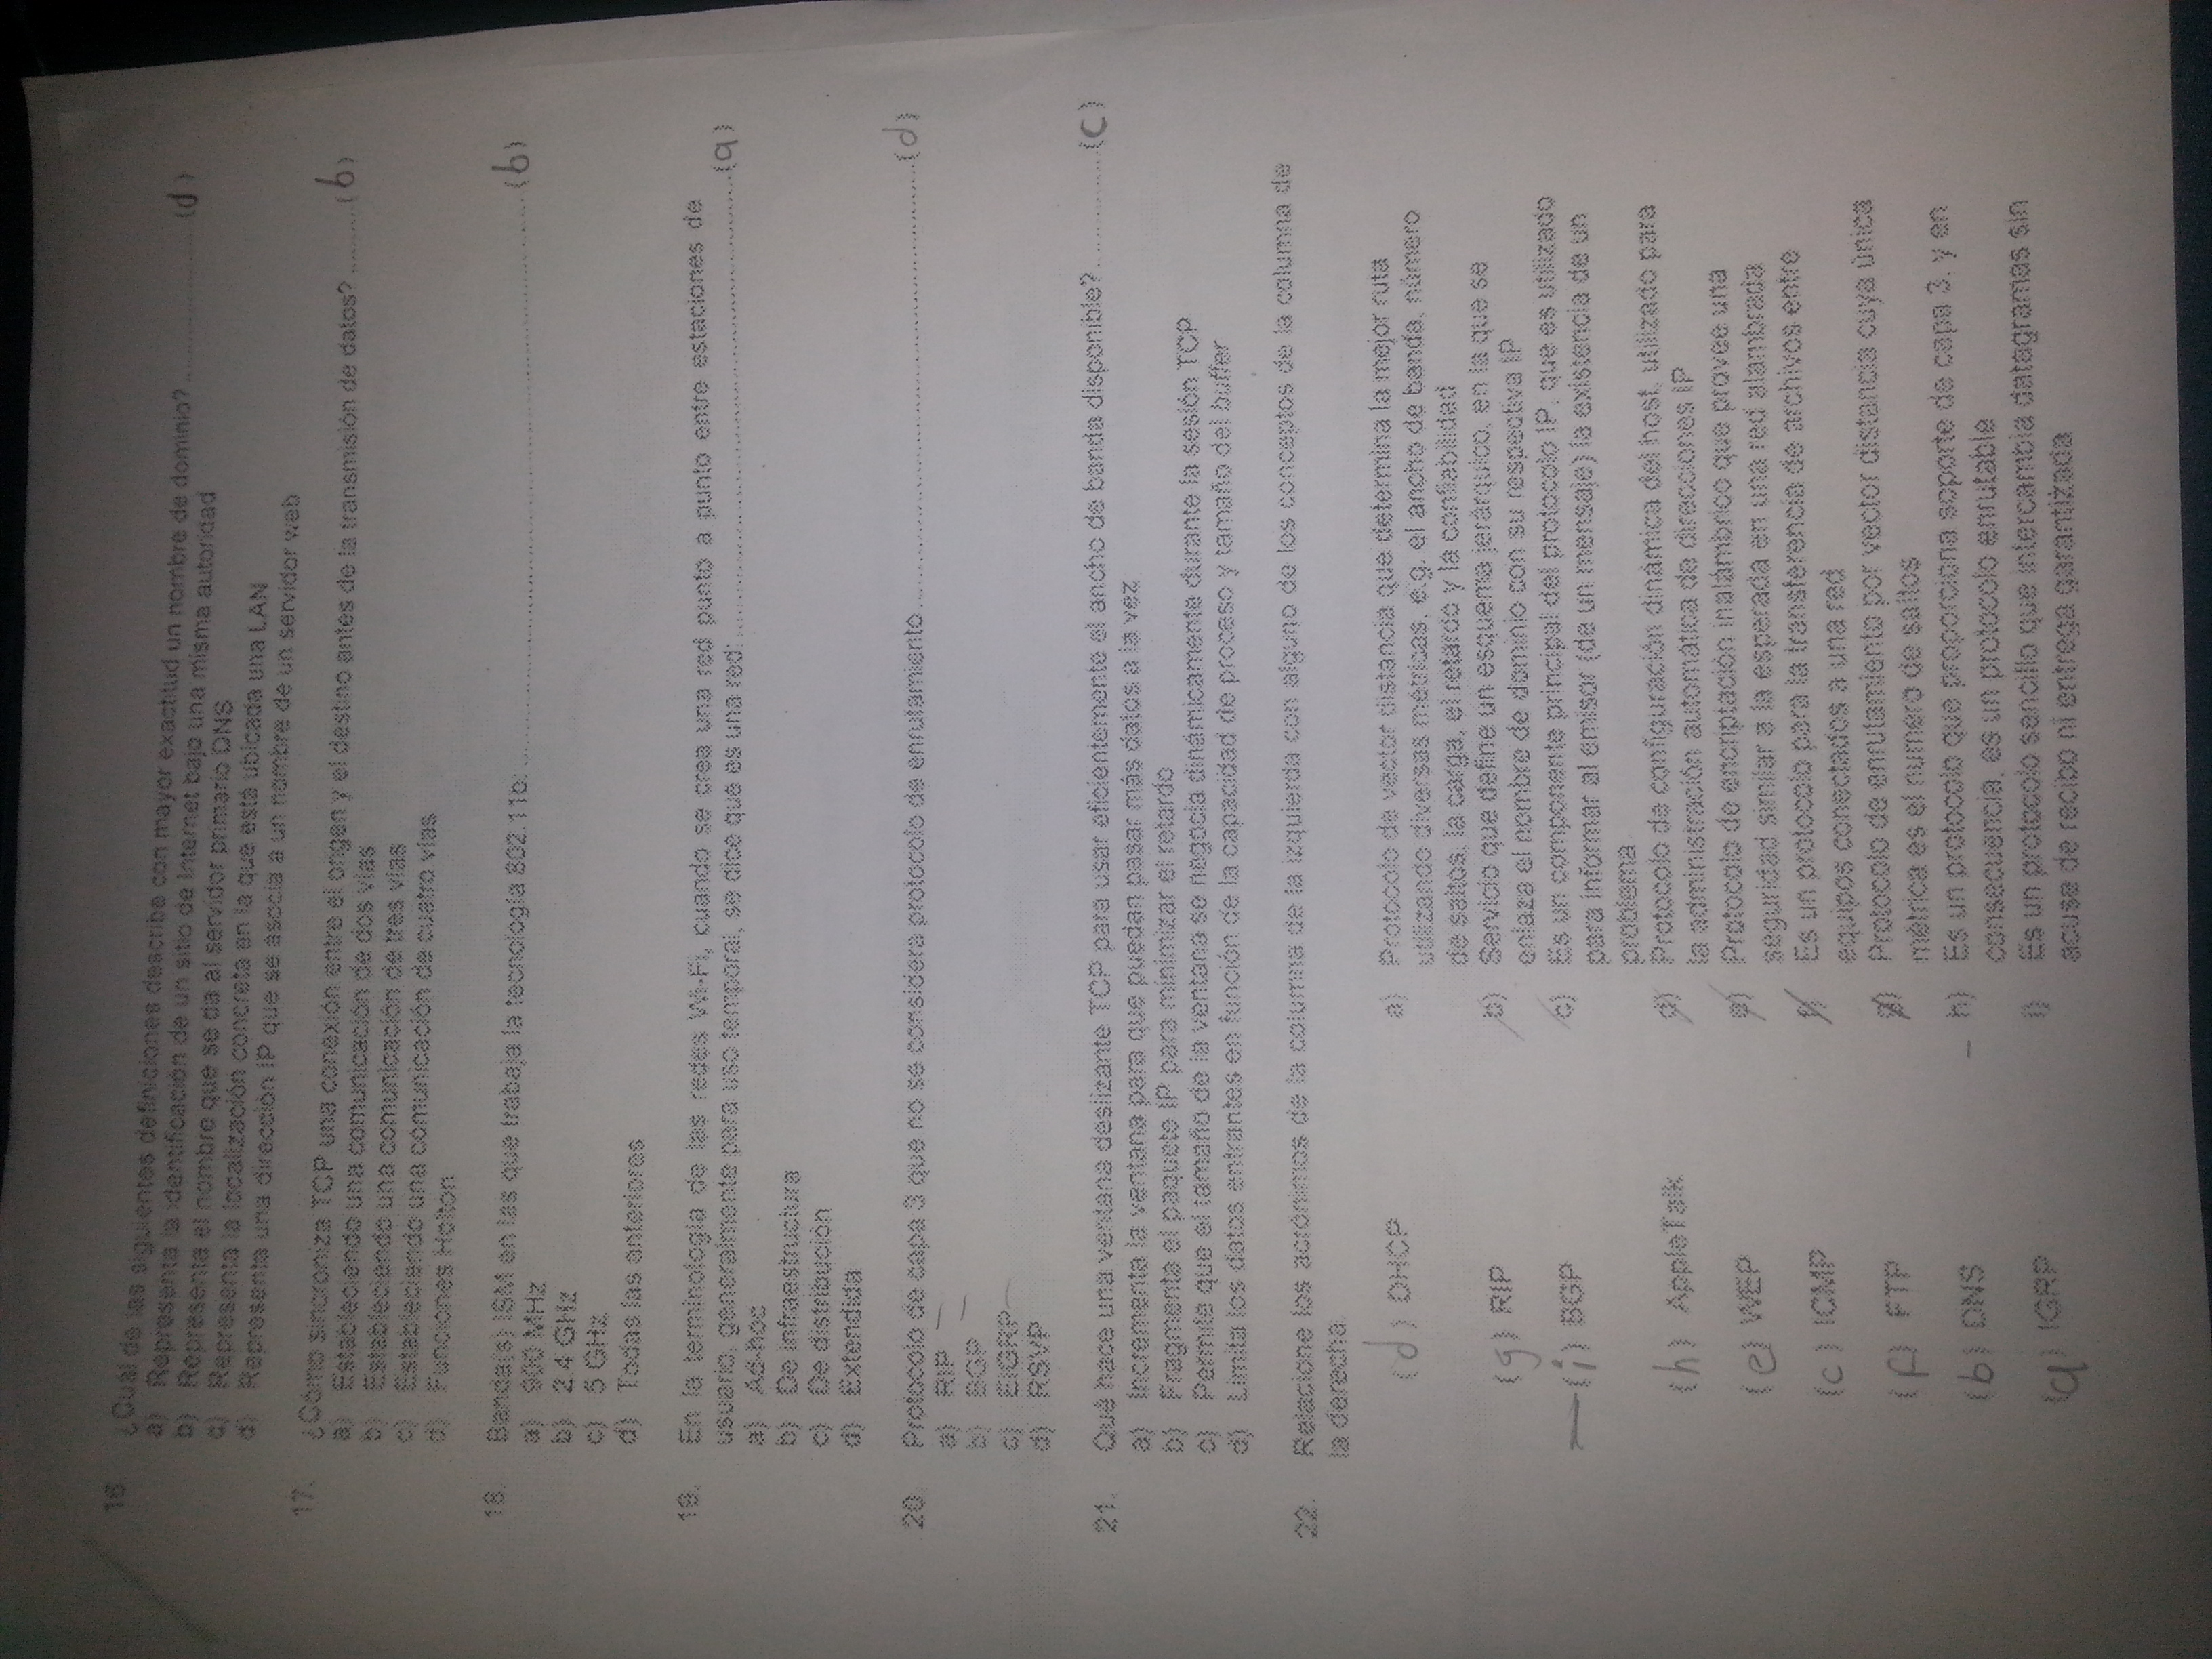 16. ¿Cuál de las siguientes definiciones describe con mayor exactitud un nombre de dominio? (d)
a) Representa la identificación de un sitio de Internet bajo una misma autoridad
b) Representa el nombre que se da al servidor primario DNS
c) Representa la localización concreta en la que está ubicada una LAN
d) Representa una dirección IP que se asocia a un nombre de un servidor web
17. ¿Cómo sincroniza TCP una conexión entre el origen y el destino antes de la transmisión de datos? (b)
a) Estableciendo una comunicación de dos vías
b) Estableciendo una comunicación de tres vías
c) Estableciendo una comunicación de cuatro vías
d) Funciones Holton
18. Banda(s) ISM en las que trabaja la tecnología 802.11b: (b)
a) 900 MHz
b) 2.4 GHz
c) 5 GHz
d) Todas las anteriores
19. En la terminología de las redes Wi-Fi, cuando se crea una red punto a punto entre estaciones de
usuario, generalmente para uso temporal, se dice que es una red: (a)
a) Ad-hoc
b) De infraestructura
c) De distribución
d) Extendida
20. Protocolo de capa 3 que no se considera protocolo de enrutamiento (d)
a) RIP
b) BGP
c) EIGRP
d) RSVP
21. Qué hace una ventana deslizante TCP para usar eficientemente el ancho de banda disponible? (c)
a) Incrementa la ventana para que puedan pasar más datos a la vez
b) Fragmenta el paquete IP para minimizar el retardo
c) Permite que el tamaño de la ventana se negocia dinámicamente durante la sesión TCP
d) Limita los datos entrantes en función de la capacidad de proceso y tamaño del buffer
22. Relacione los acrónimos de la columna de la izquierda con alguno de los conceptos de la columna de
la derecha.
(d) DHCP
(g) RIP
(i) BGP
(h) AppleTalk
(e) WEP
(c) ICMP
(f) FTP
(b) DNS
(a) IGRP
a) Protocolo de vector distancia que determina la mejor ruta
utilizando diversas métricas, e.g. el ancho de banda, número
de saltos, la carga, el retardo y la confiabilidad
b) Servicio que define un esquema jerárquico, en la que se
enlaza el nombre de dominio con su respectiva IP
c) Es un componente principal del protocolo IP, que es utilizado
para informar al emisor (de un mensaje) la existencia de un
problema
d) Protocolo de configuración dinámica del host, utilizado para
la administración automática de direcciones IP
e) Protocolo de encriptación inalámbrico que provee una
seguridad similar a la esperada en una red alambrada
f) Es un protocolo para la transferencia de archivos entre
equipos conectados a una red
g) Protocolo de enrutamiento por vector distancia cuya única
métrica es el numero de saltos
h) Es un protocolo que proporciona soporte de capa 3, y en
consecuencia, es un protocolo enrutable
i) Es un protocolo sencillo que intercambia datagramas sin
acuse de recibo ni entrega garantizada